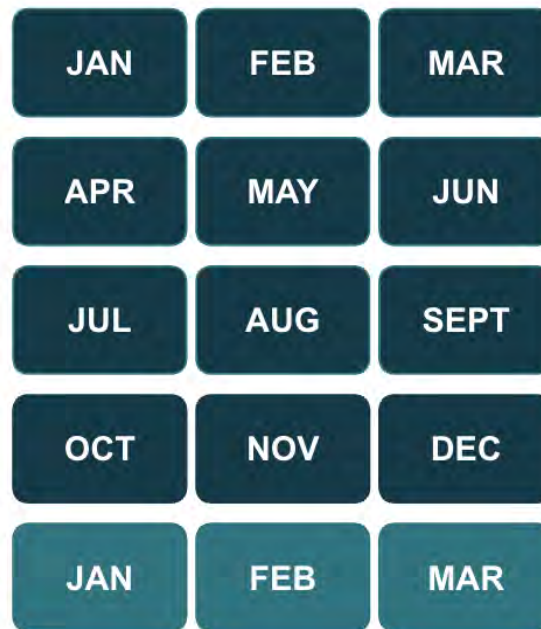 JAN FEB MAR
APR MAY JUN
JUL AUG SEPT
OCT NOV DEC
JAN FEB MAR